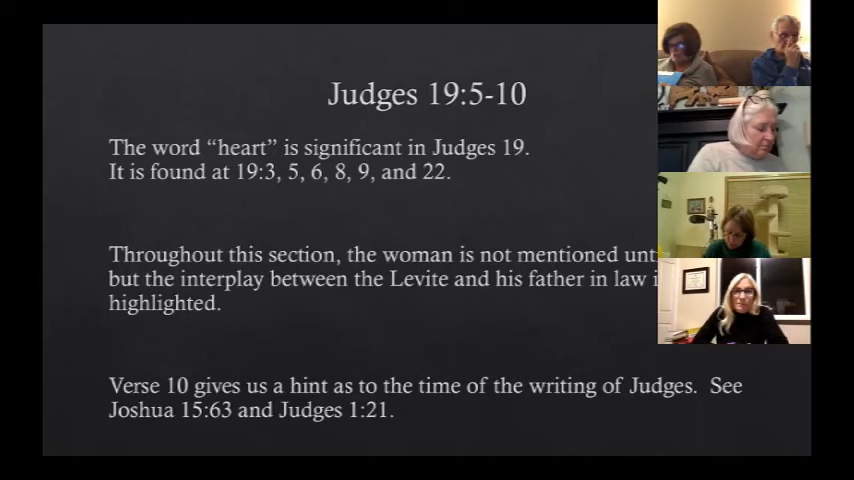 Judges 19:5-10
The word “heart” is significant in Judges 19.
It is found at 19:3, 5, 6, 8, 9, and 22.
Throughout this section, the woman is not mentioned
but the interplay between the Levite and his father in law
highlighted.
Verse 10 gives us a hint as to the time of the writing of Judges.  See
Joshua 15:63 and Judges 1:21.